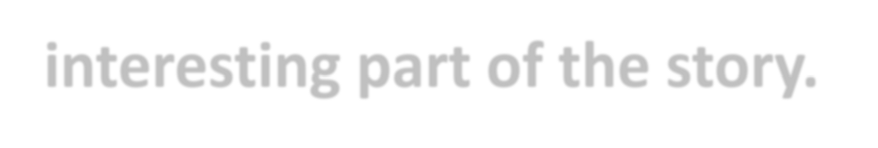 interesting part of the story.